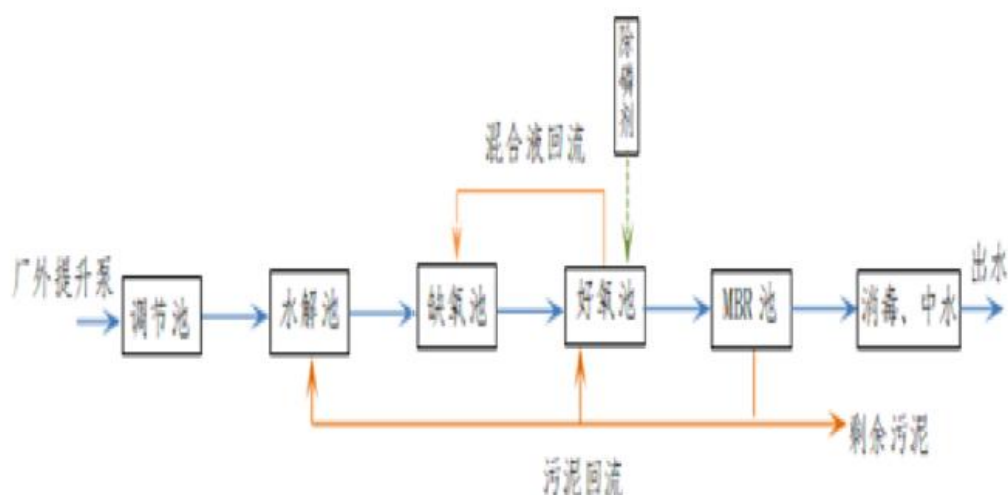 除磷剂
混合液回流
厂外提升泵
调节池
水解池
缺氧池
好氧池
MBR池
消毒、中水
出水
剩余污泥
污泥回流